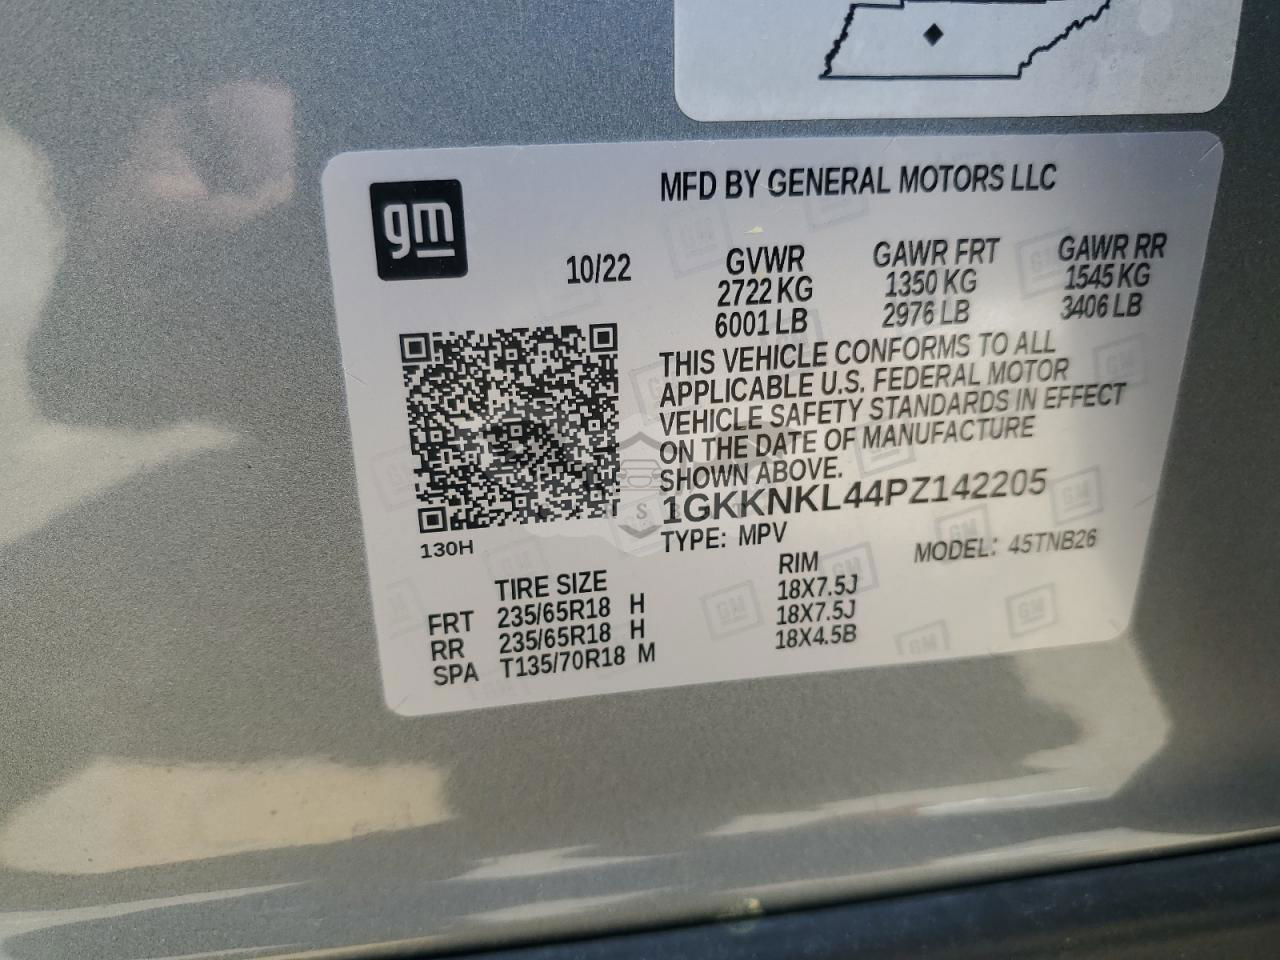 gm
MFD BY GENERAL MOTORS LLC
10/22
GVWR GAWR FRT GAWR RR
2722 KG 1350 KG 1545 KG
6001 LB 2976 LB 3406 LB
THIS VEHICLE CONFORMS TO ALL
APPLICABLE U.S. FEDERAL MOTOR
VEHICLE SAFETY STANDARDS IN EFFECT
ON THE DATE OF MANUFACTURE
SHOWN ABOVE.
1GKKNKL44PZ142205
TYPE: MPV MODEL: 45TNB26
130H
TIRE SIZE RIM
FRT 235/65R18 H 18X7.5J
RR 235/65R18 H 18X7.5J
SPA T135/70R18 M 18X4.5B